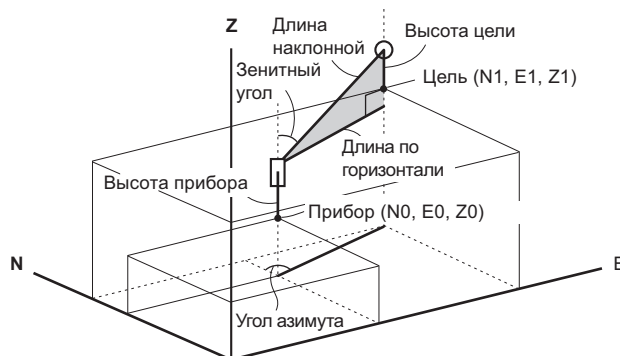 Z
Длина
наклонной
Высота цели
Зенитный
угол
Цель (N1, E1, Z1)
Длина по
горизонтали
Высота прибора
Прибор (N0, E0, Z0)
N
E
Угол азимута